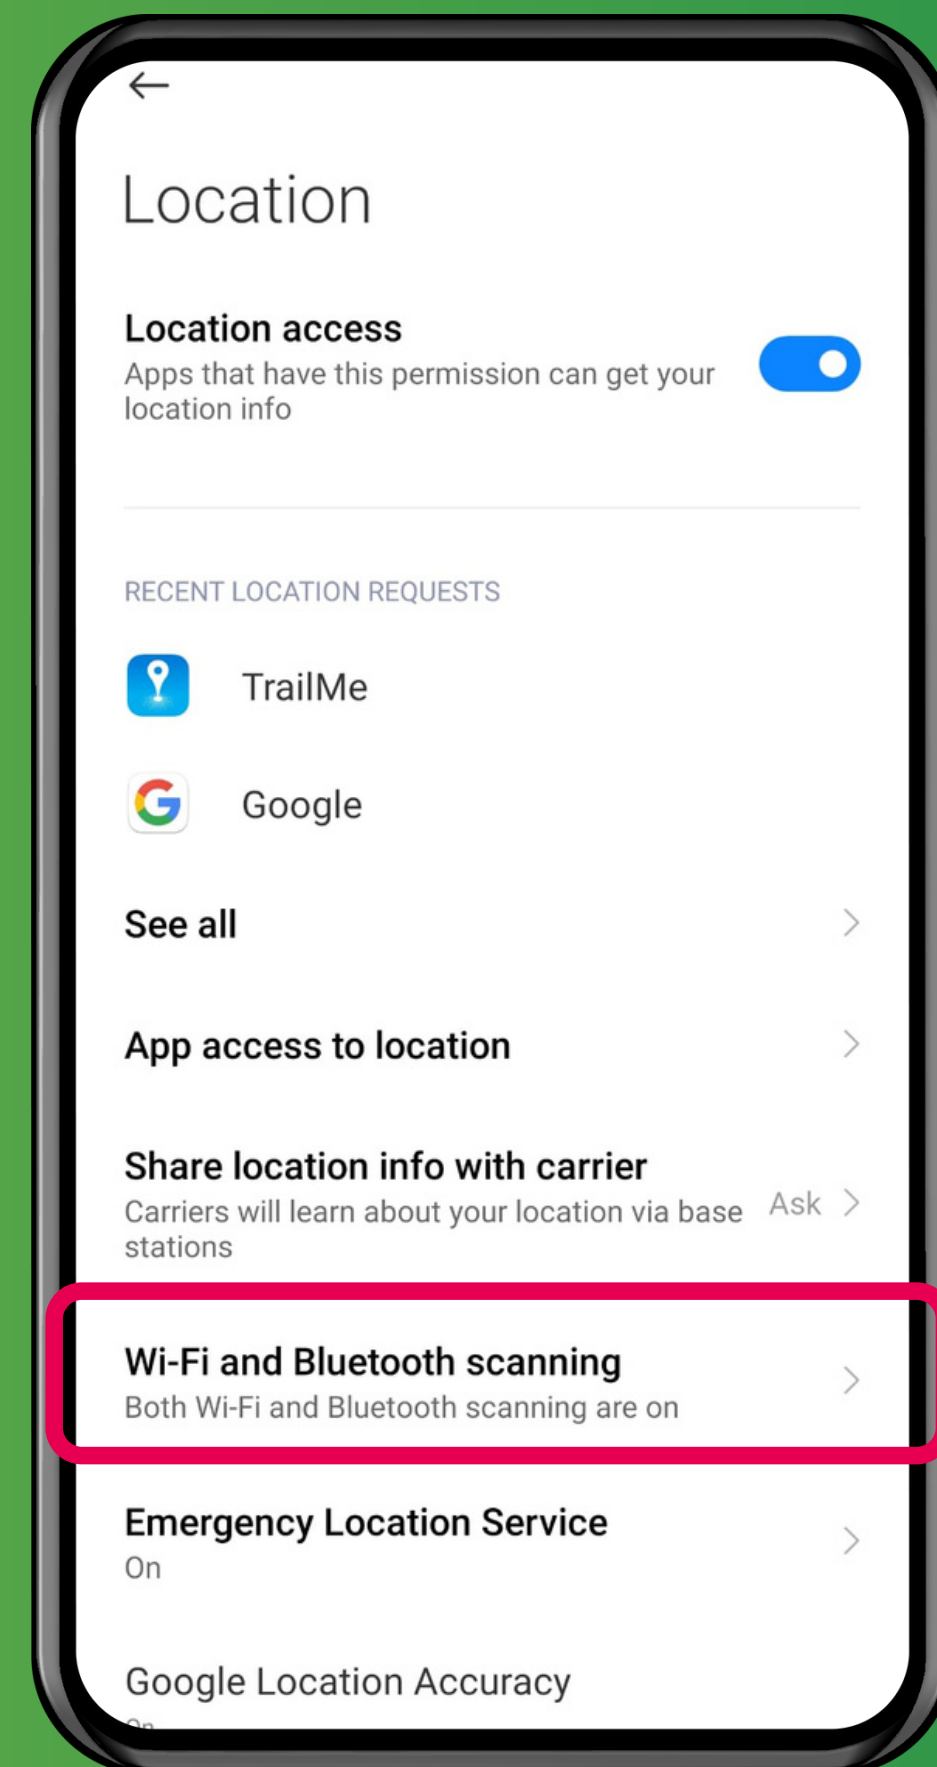 Location
Location access
Apps that have this permission can get your
location info
RECENT LOCATION REQUESTS
TrailMe
Google
See all
App access to location
Share location info with carrier
Carriers will learn about your location via base
stations
Ask
Wi-Fi and Bluetooth scanning
Both Wi-Fi and Bluetooth scanning are on
Emergency Location Service
On
Google Location Accuracy
On